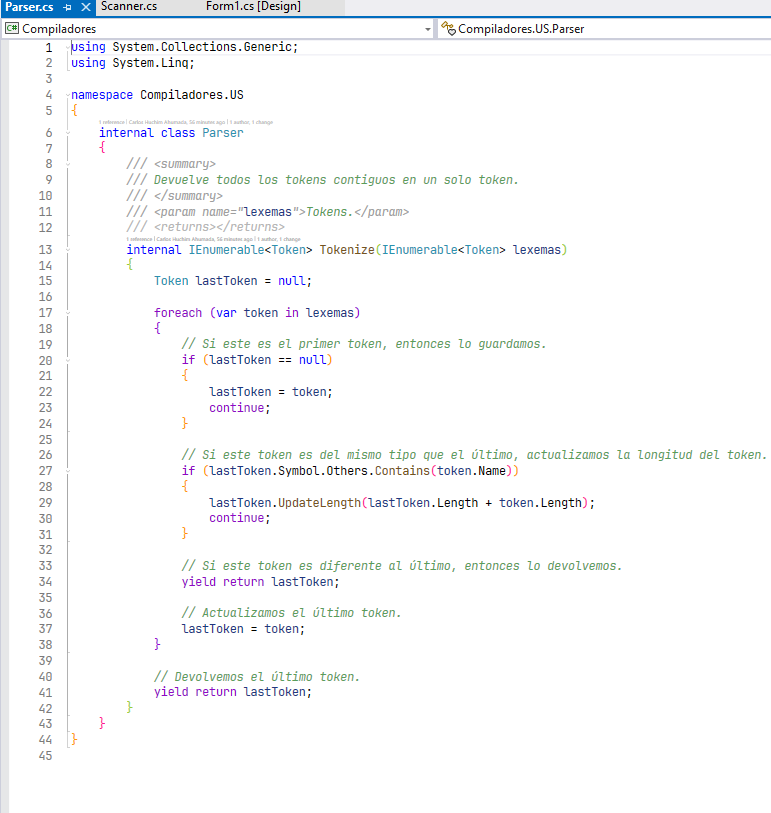 Parser.cs Scanner.cs Form1.cs [Design]
C# Compiladores Compiladores.US.Parser
1 using System.Collections.Generic;
2 using System.Linq;
3
4 namespace Compiladores.US
5 {
1 reference | Carlos Huchim Ahumada, 56 minutes ago | 1 author, 1 change
6 internal class Parser
7 {
8 /// <summary>
9 /// Devuelve todos los tokens contiguos en un solo token.
10 /// </summary>
11 /// <param name="lexemas">Tokens.</param>
12 /// <returns></returns>
1 reference | Carlos Huchim Ahumada, 56 minutes ago | 1 author, 1 change
13 internal IEnumerable<Token> Tokenize(IEnumerable<Token> lexemas)
14 {
15 Token lastToken = null;
16
17 foreach (var token in lexemas)
18 {
19 // Si este es el primer token, entonces lo guardamos.
20 if (lastToken == null)
21 {
22 lastToken = token;
23 continue;
24 }
25
26 // Si este token es del mismo tipo que el último, actualizamos la longitud del token.
27 if (lastToken.Symbol.Others.Contains(token.Name))
28 {
29 lastToken.UpdateLength(lastToken.Length + token.Length);
30 continue;
31 }
32
33 // Si este token es diferente al último, entonces lo devolvemos.
34 yield return lastToken;
35
36 // Actualizamos el último token.
37 lastToken = token;
38 }
39
40 // Devolvemos el último token.
41 yield return lastToken;
42 }
43 }
44 }
45